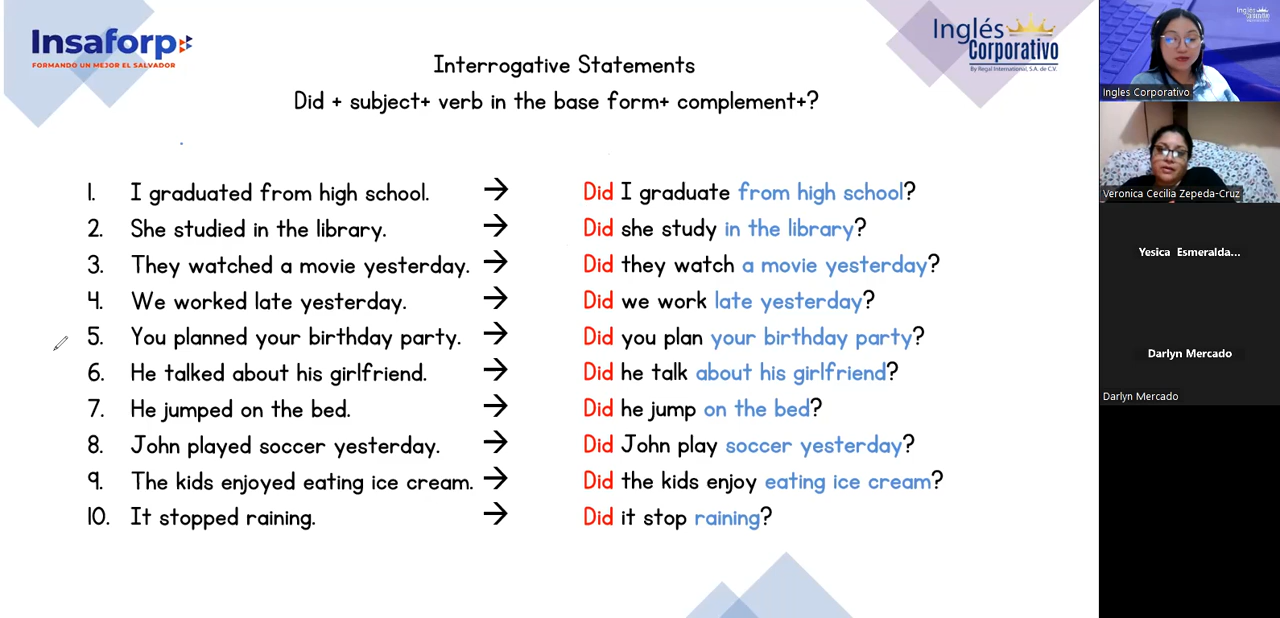 Insaforp
FORMANDO UN MEJOR EL SALVADOR
Inglés
Corporativo
By Regal International, S.A. de C.V.
Interrogative Statements
Did + subject+ verb in the base form+ complement+?
1. I graduated from high school. → Did I graduate from high school?
2. She studied in the library. → Did she study in the library?
3. They watched a movie yesterday. → Did they watch a movie yesterday?
4. We worked late yesterday. → Did we work late yesterday?
5. You planned your birthday party. → Did you plan your birthday party?
6. He talked about his girlfriend. → Did he talk about his girlfriend?
7. He jumped on the bed. → Did he jump on the bed?
8. John played soccer yesterday. → Did John play soccer yesterday?
9. The kids enjoyed eating ice cream. → Did the kids enjoy eating ice cream?
10. It stopped raining. → Did it stop raining?
Inglés
Ingles Corporativo
Veronica Cecilia Zepeda-Cruz
Yesica Esmeralda...
Darlyn Mercado
Darlyn Mercado